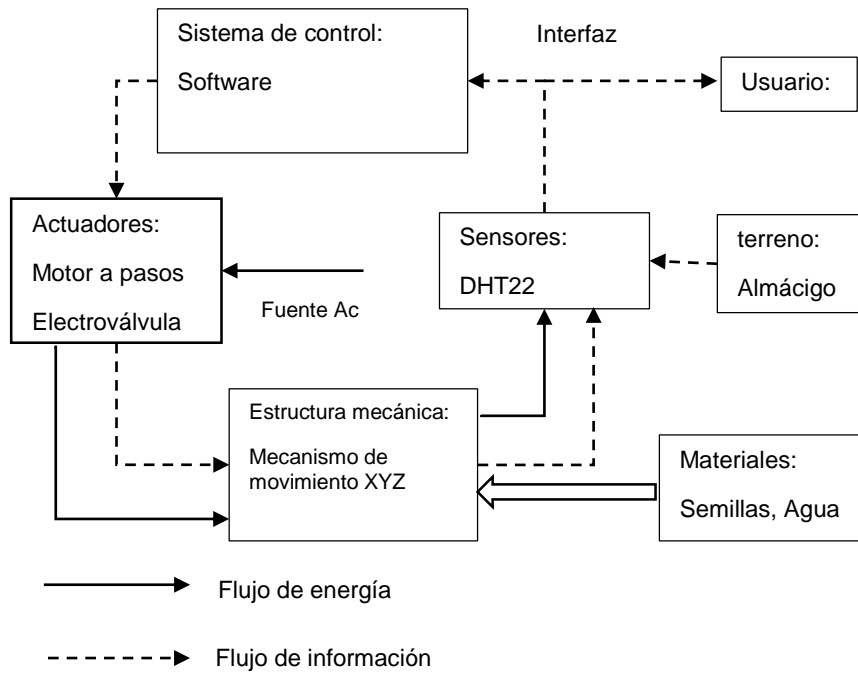 Sistema de control:
Software
Interfaz
Usuario:
Actuadores:
Motor a pasos
Electroválvula
Fuente Ac
Sensores:
DHT22
terreno:
Almácigo
Estructura mecánica:
Mecanismo de
movimiento XYZ
Materiales:
Semillas, Agua
Flujo de energía
Flujo de información